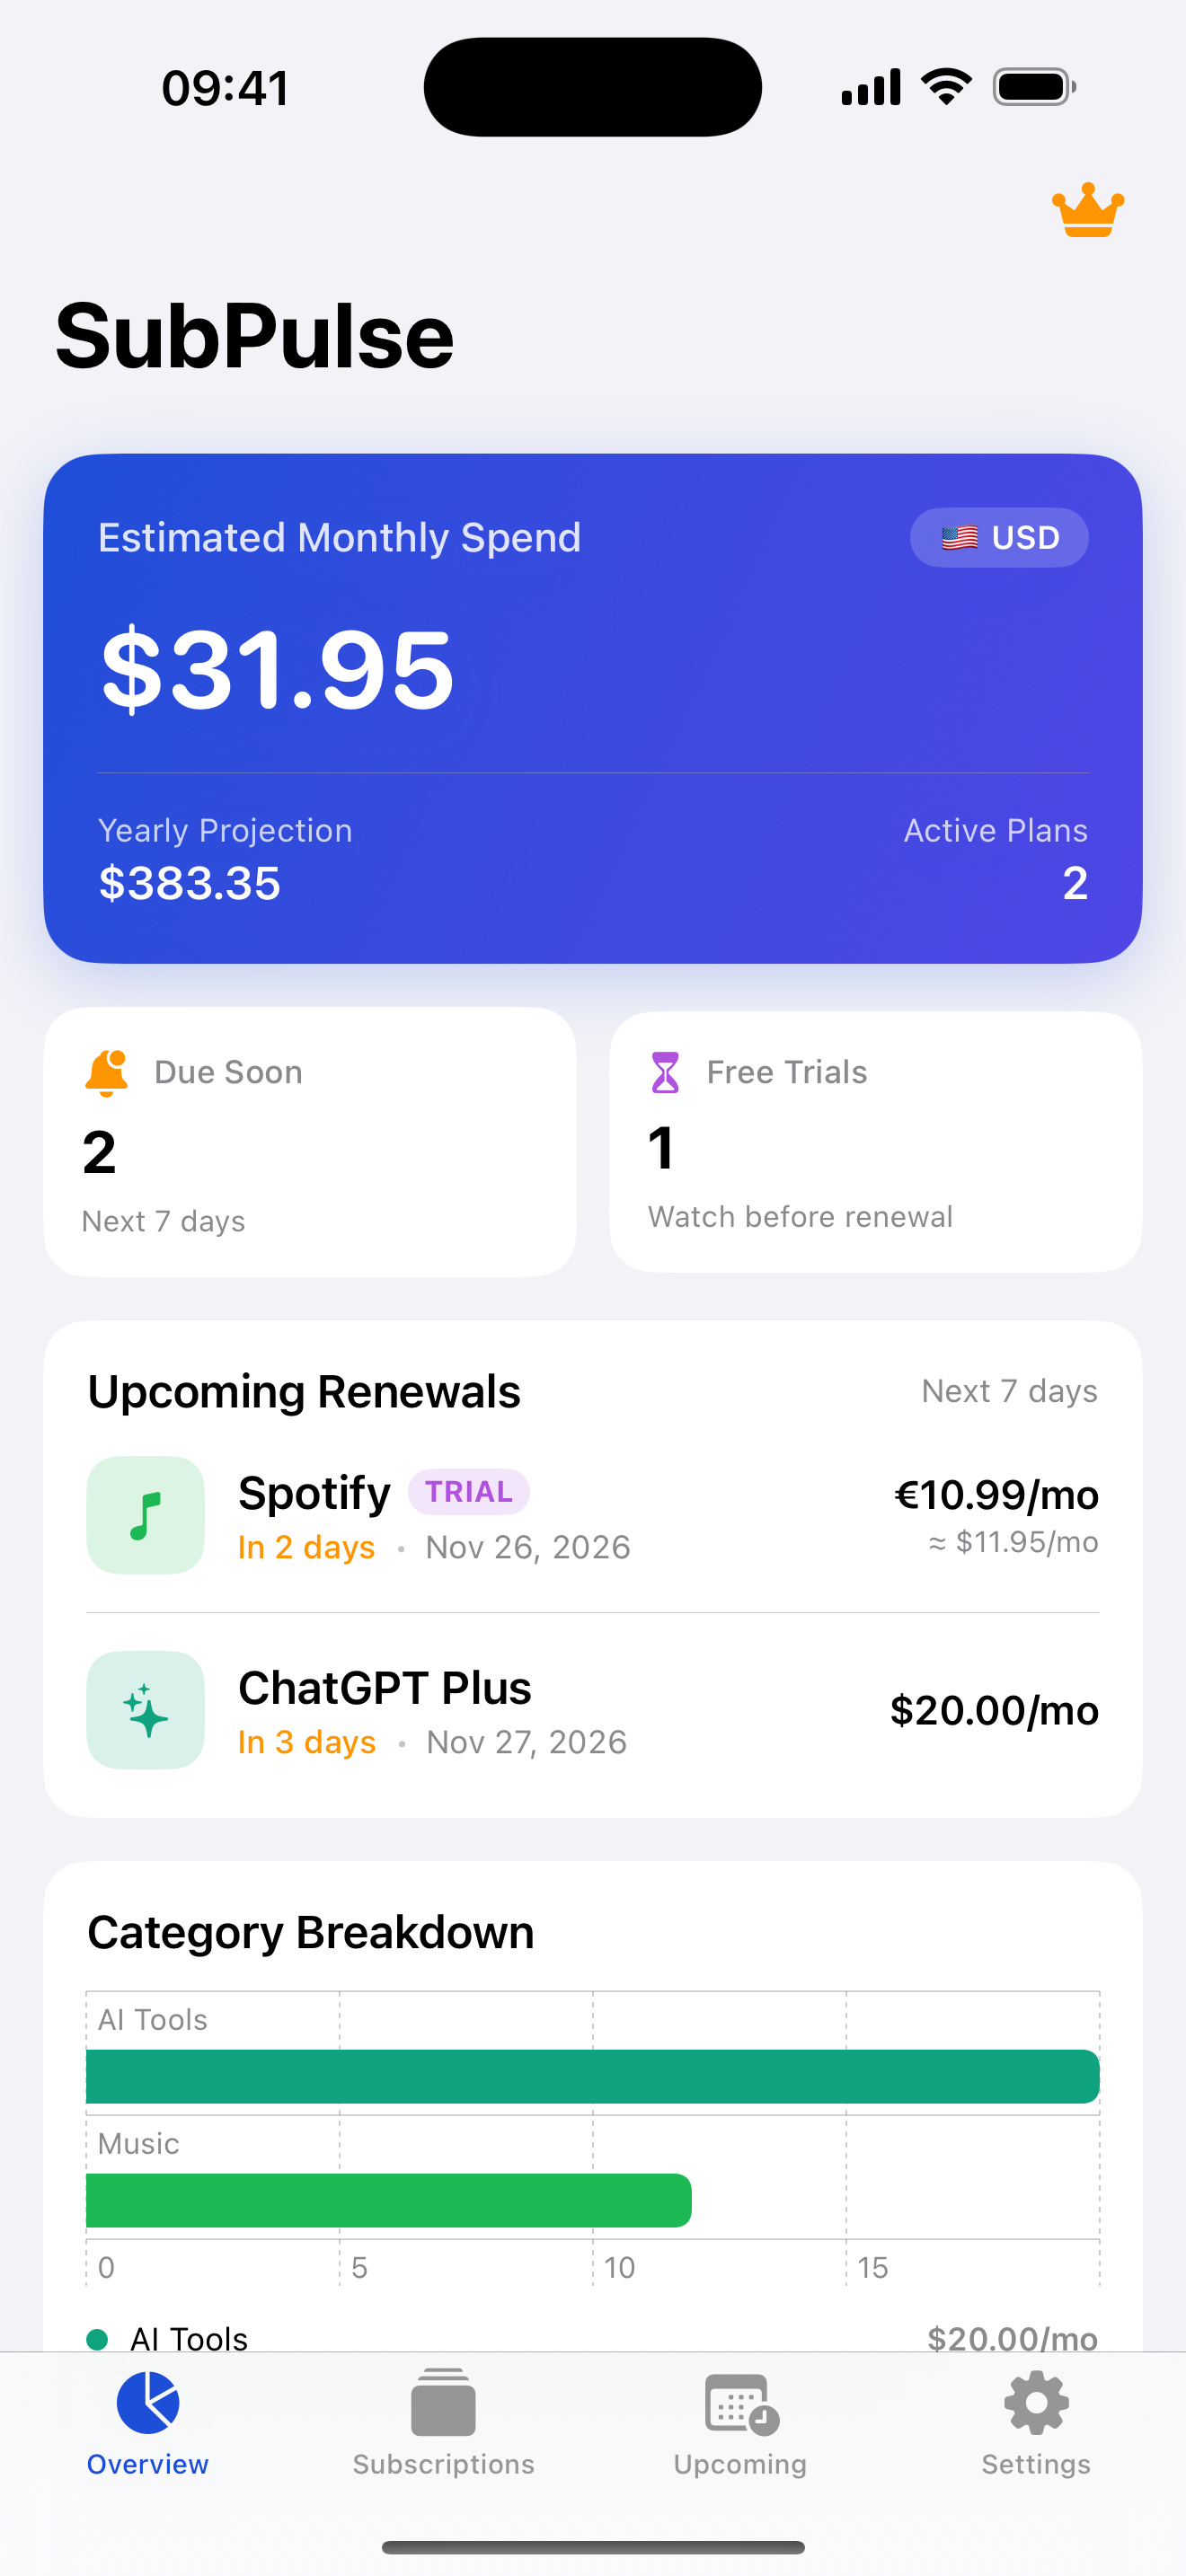 09:41
SubPulse
Estimated Monthly Spend
🇺🇸 USD
$31.95
Yearly Projection
Active Plans
$383.35
2
Due Soon
2
Next 7 days
Free Trials
1
Watch before renewal
Upcoming Renewals
Next 7 days
Spotify TRIAL
€10.99/mo
In 2 days • Nov 26, 2026
≈ $11.95/mo
ChatGPT Plus
$20.00/mo
In 3 days • Nov 27, 2026
Category Breakdown
AI Tools
Music
0 5 10 15
AI Tools
$20.00/mo
Overview
Subscriptions
Upcoming
Settings